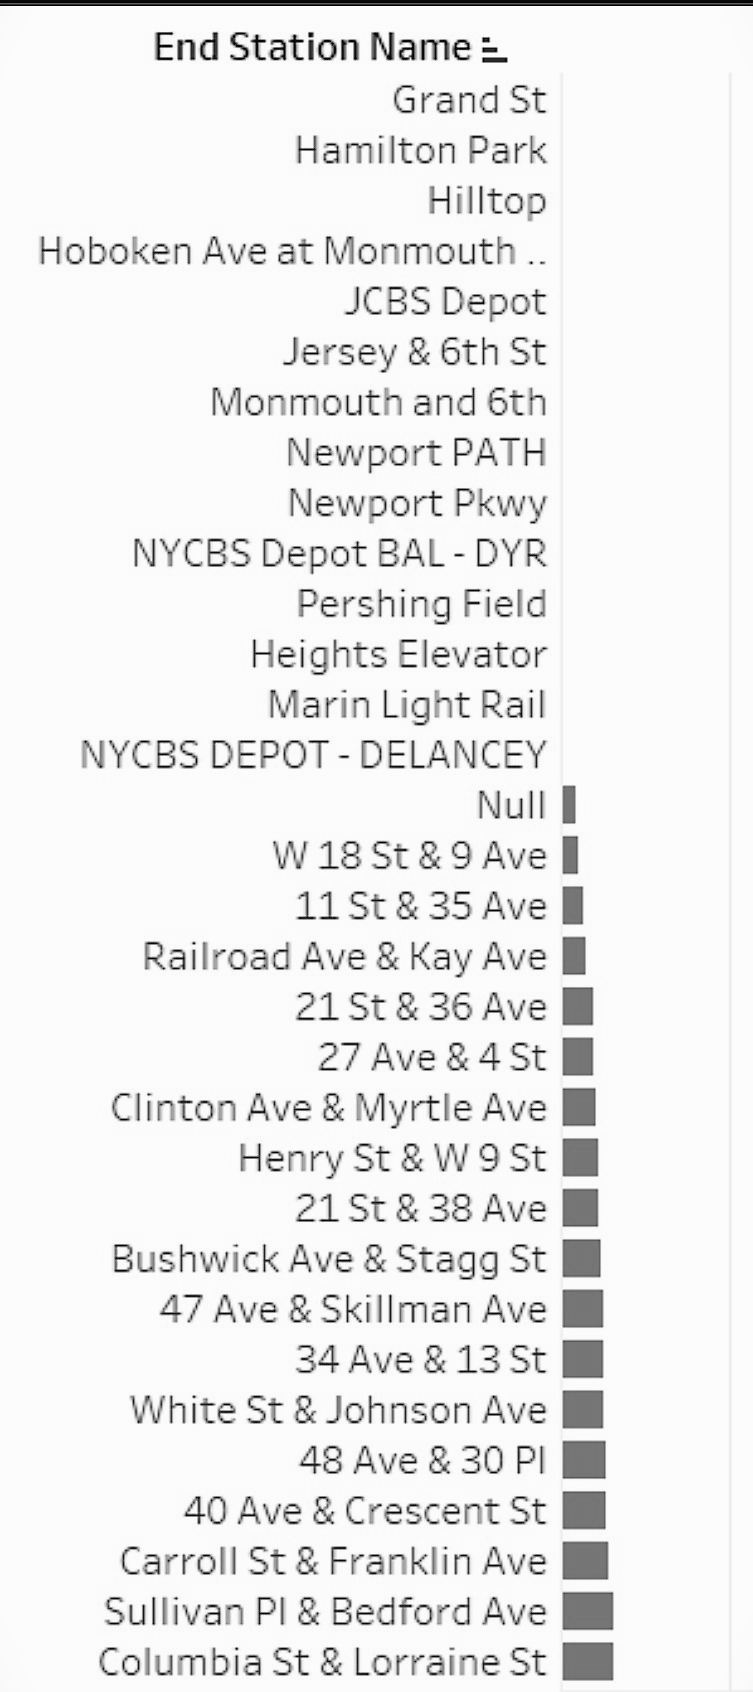 End Station Name
Grand St
Hamilton Park
Hilltop
Hoboken Ave at Monmouth ..
JCBS Depot
Jersey & 6th St
Monmouth and 6th
Newport PATH
Newport Pkwy
NYCBS Depot BAL - DYR
Pershing Field
Heights Elevator
Marin Light Rail
NYCBS DEPOT - DELANCEY
Null
W 18 St & 9 Ave
11 St & 35 Ave
Railroad Ave & Kay Ave
21 St & 36 Ave
27 Ave & 4 St
Clinton Ave & Myrtle Ave
Henry St & W 9 St
21 St & 38 Ave
Bushwick Ave & Stagg St
47 Ave & Skillman Ave
34 Ave & 13 St
White St & Johnson Ave
48 Ave & 30 Pl
40 Ave & Crescent St
Carroll St & Franklin Ave
Sullivan Pl & Bedford Ave
Columbia St & Lorraine St